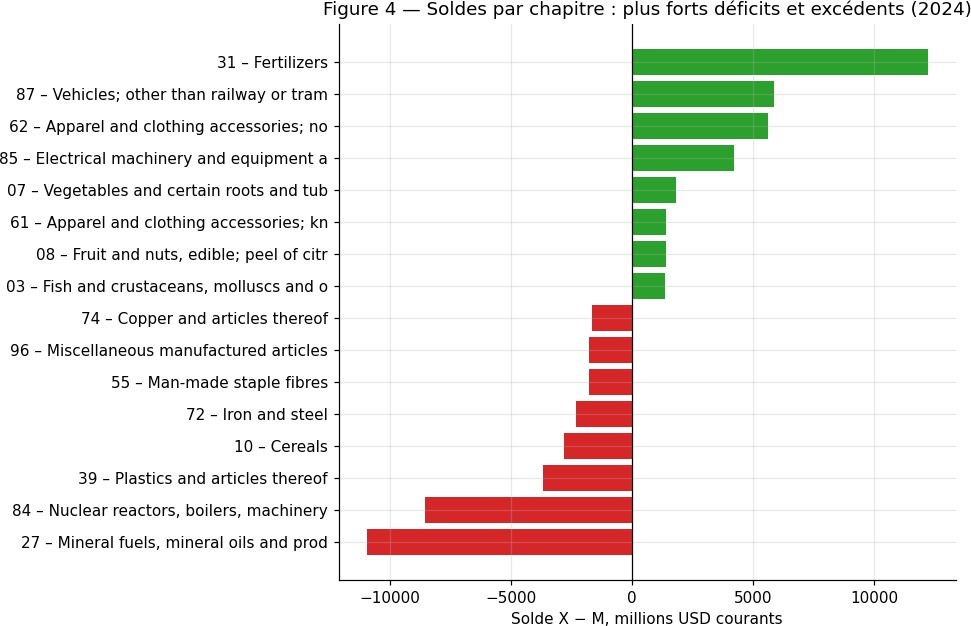 Figure 4 — Soldes par chapitre : plus forts déficits et excédents (2024)
31 – Fertilizers
87 – Vehicles; other than railway or tram
62 – Apparel and clothing accessories; no
85 – Electrical machinery and equipment a
07 – Vegetables and certain roots and tub
61 – Apparel and clothing accessories; kn
08 – Fruit and nuts, edible; peel of citr
03 – Fish and crustaceans, molluscs and o
74 – Copper and articles thereof
96 – Miscellaneous manufactured articles
55 – Man-made staple fibres
72 – Iron and steel
10 – Cereals
39 – Plastics and articles thereof
84 – Nuclear reactors, boilers, machinery
27 – Mineral fuels, mineral oils and prod
−10000 −5000 0 5000 10000
Solde X − M, millions USD courants